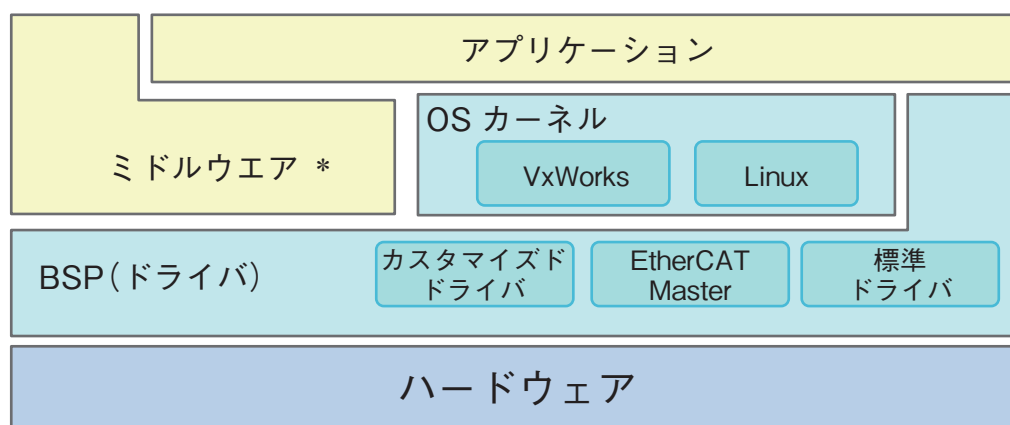 アプリケーション
OS カーネル
ミドルウエア *
VxWorks
Linux
BSP(ドライバ)
カスタマイズド
ドライバ
EtherCAT
Master
標準
ドライバ
ハードウェア